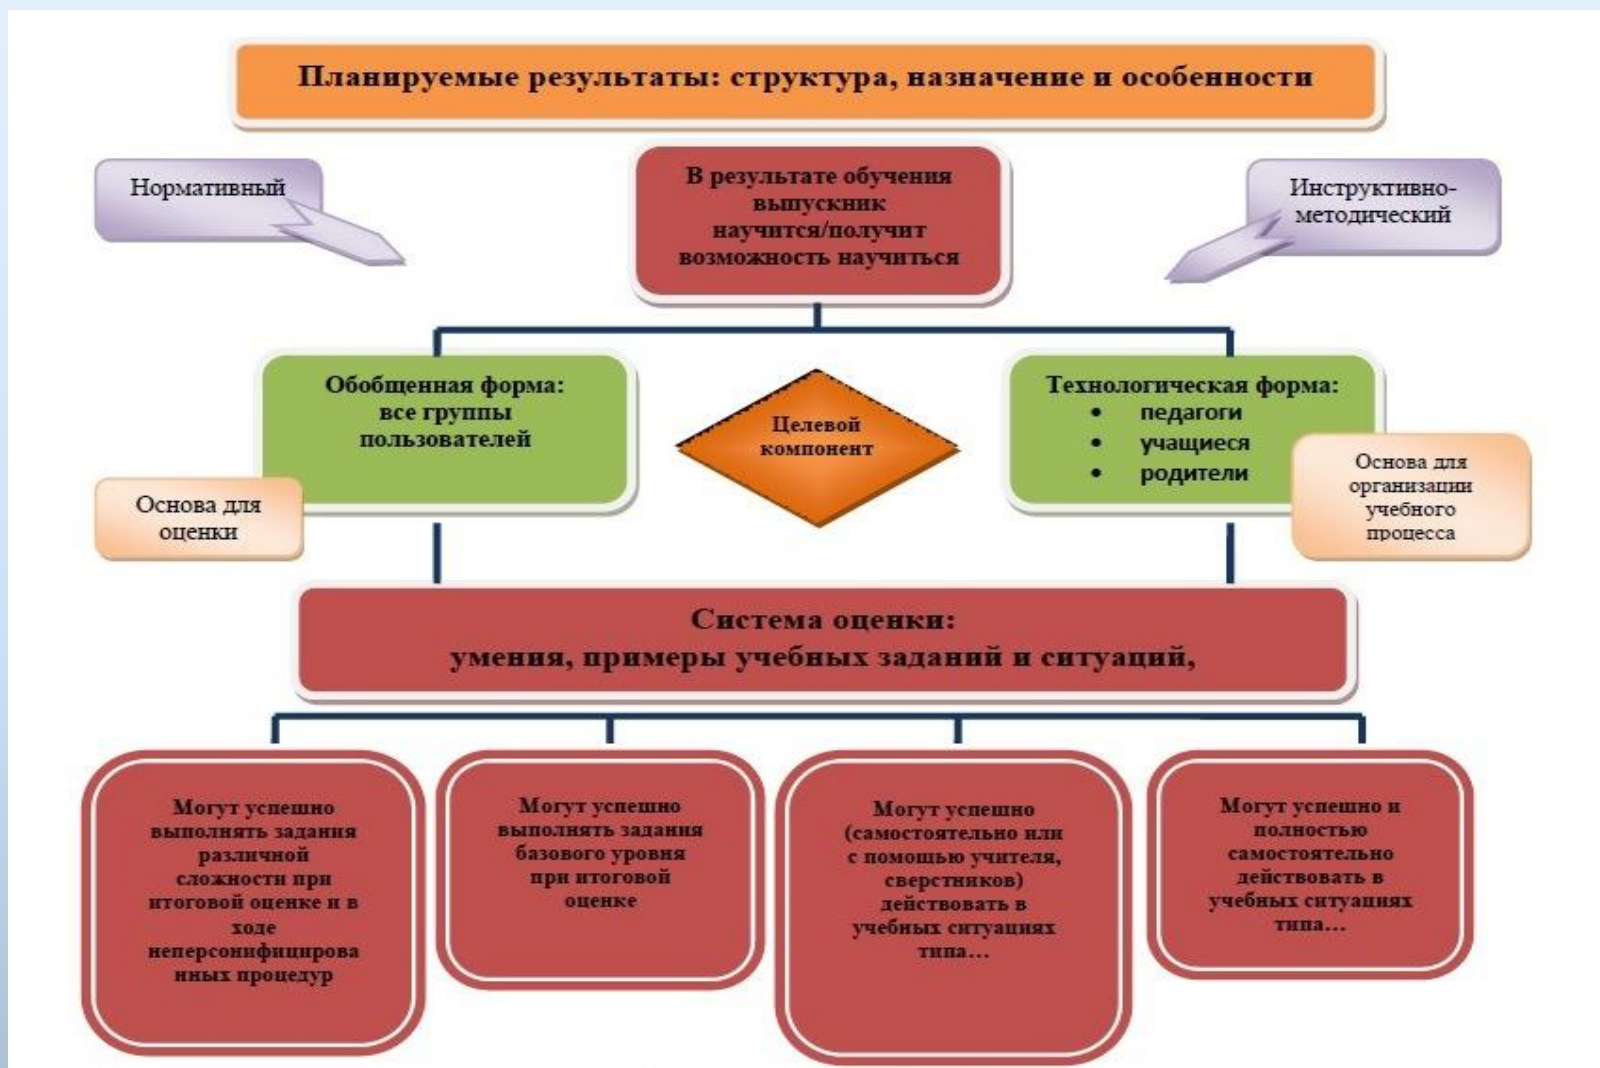 Планируемые результаты: структура, назначение и особенности
Нормативный
В результате обучения
выпускник
научится/получит
возможность научиться
Инструктивно-
методический
Обобщенная форма:
все группы
пользователей
Целевой
компонент
Технологическая форма:
• педагоги
• учащиеся
• родители
Основа для
оценки
Основа для
организации
учебного
процесса
Система оценки:
умения, примеры учебных заданий и ситуаций,
Могут успешно
выполнять задания
различной
сложности при
итоговой оценке и в
ходе
неперсонифицирова
нных процедур
Могут успешно
выполнять задания
базового уровня
при итоговой
оценке
Могут успешно
(самостоятельно или
с помощью учителя,
сверстников)
действовать в
учебных ситуациях
типа...
Могут успешно и
полностью
самостоятельно
действовать в
учебных ситуациях
типа...